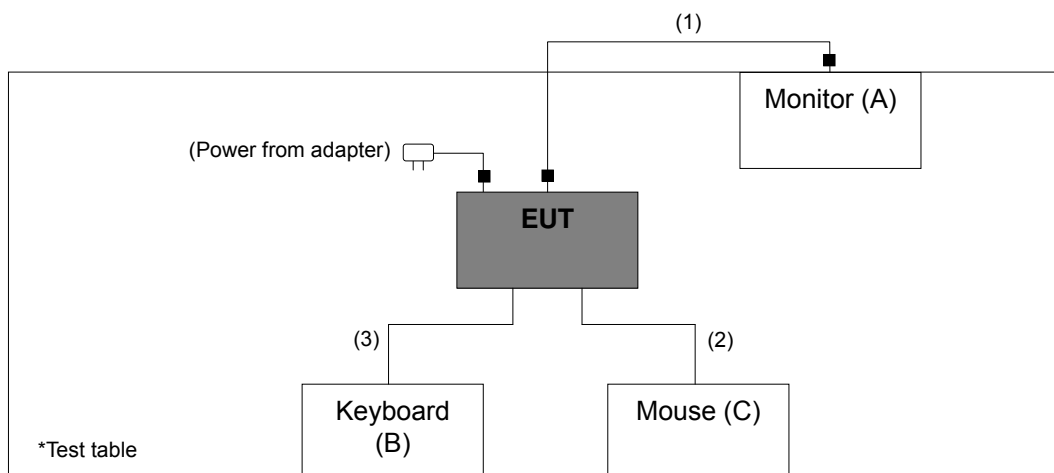 (1)
Monitor (A)
(Power from adapter)
EUT
(3)
(2)
Keyboard
(B)
Mouse (C)
*Test table